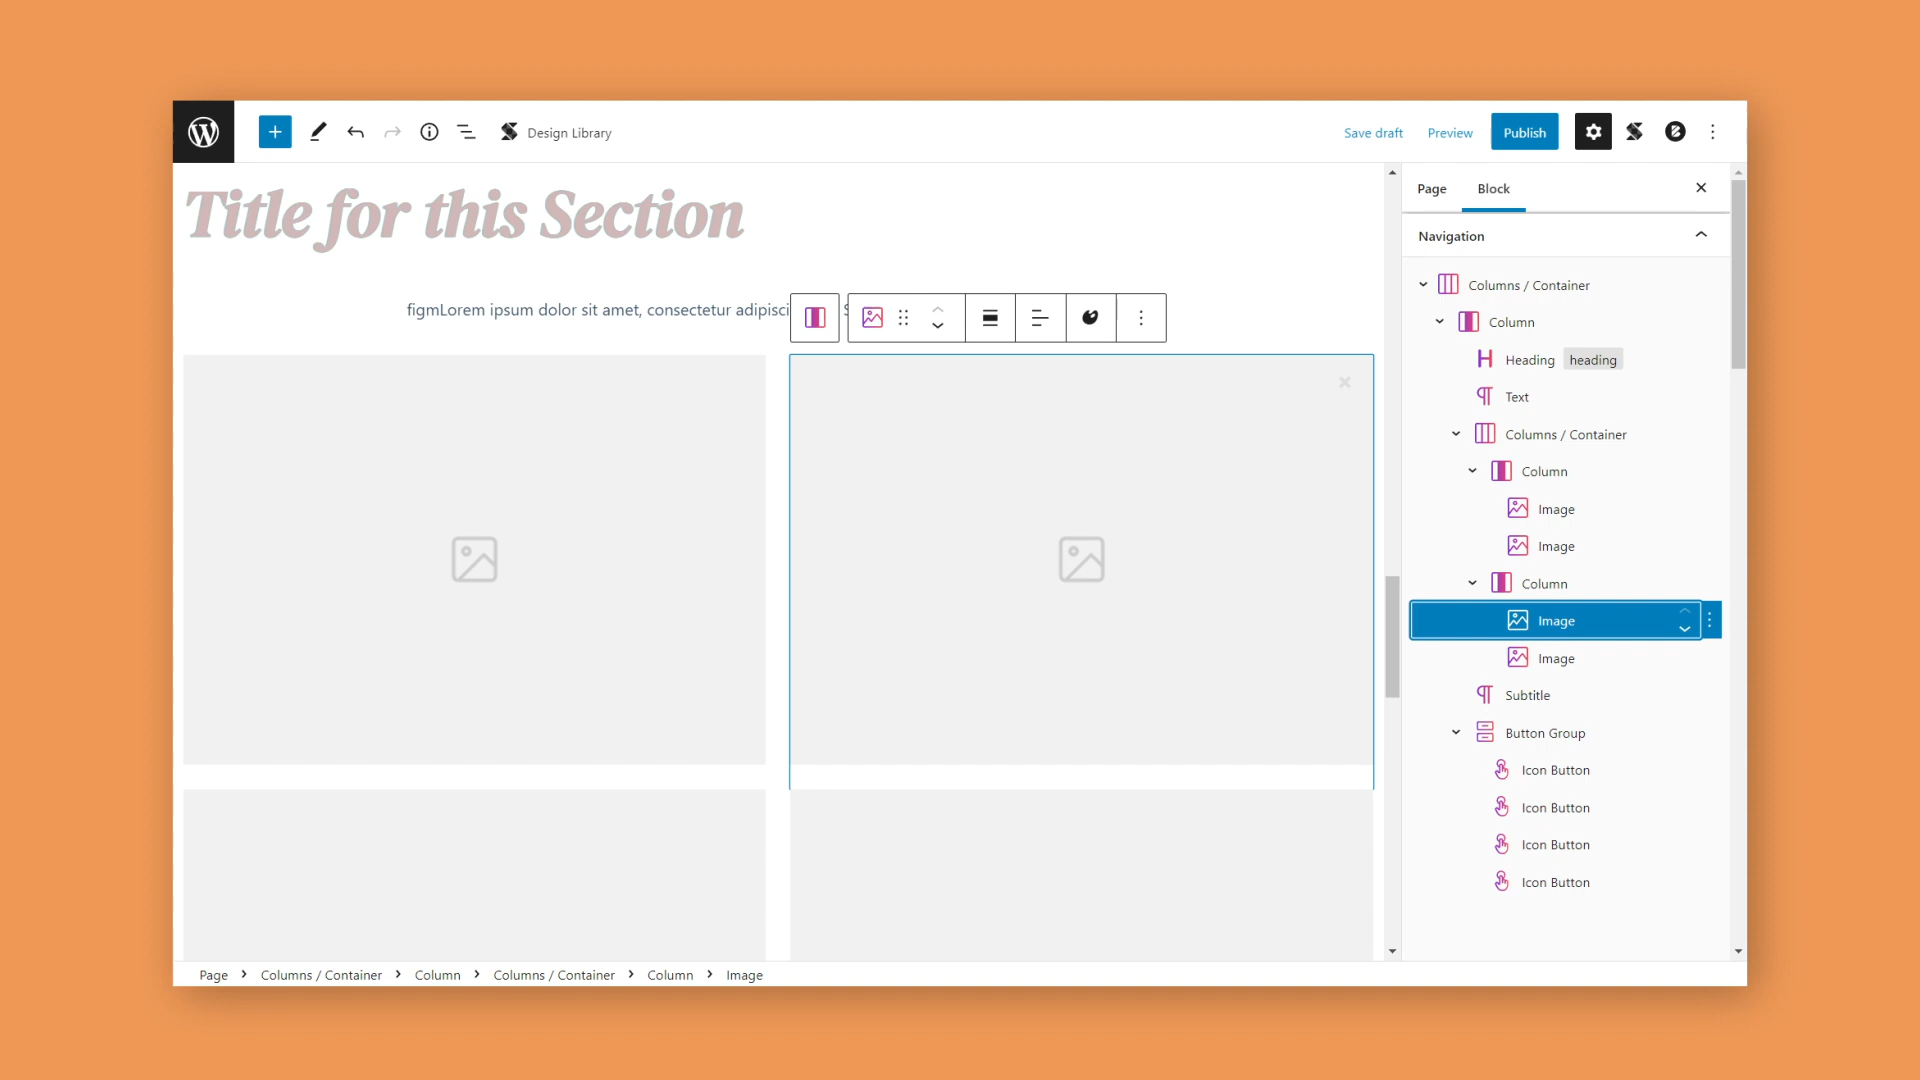 Design Library
Save draft
Preview
Publish
Title for this Section
figmLorem ipsum dolor sit amet, consectetur adipisci
Page
Block
Navigation
Columns / Container
Column
Heading heading
Text
Columns / Container
Column
Image
Image
Column
Image
Image
Subtitle
Button Group
Icon Button
Icon Button
Icon Button
Icon Button
Page > Columns / Container > Column > Columns / Container > Column > Image